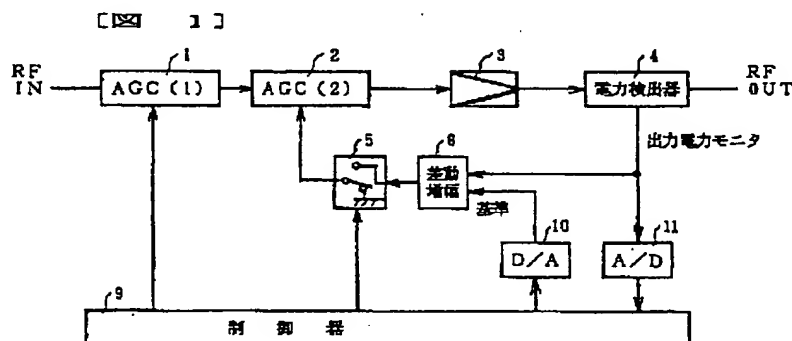 ［図 1］
1
2
3
4
RF IN
AGC(1)
AGC(2)
電力検出器
RF OUT
出力電力モニタ
5
6
差動増幅
基準
10
11
D/A
A/D
9
制御器